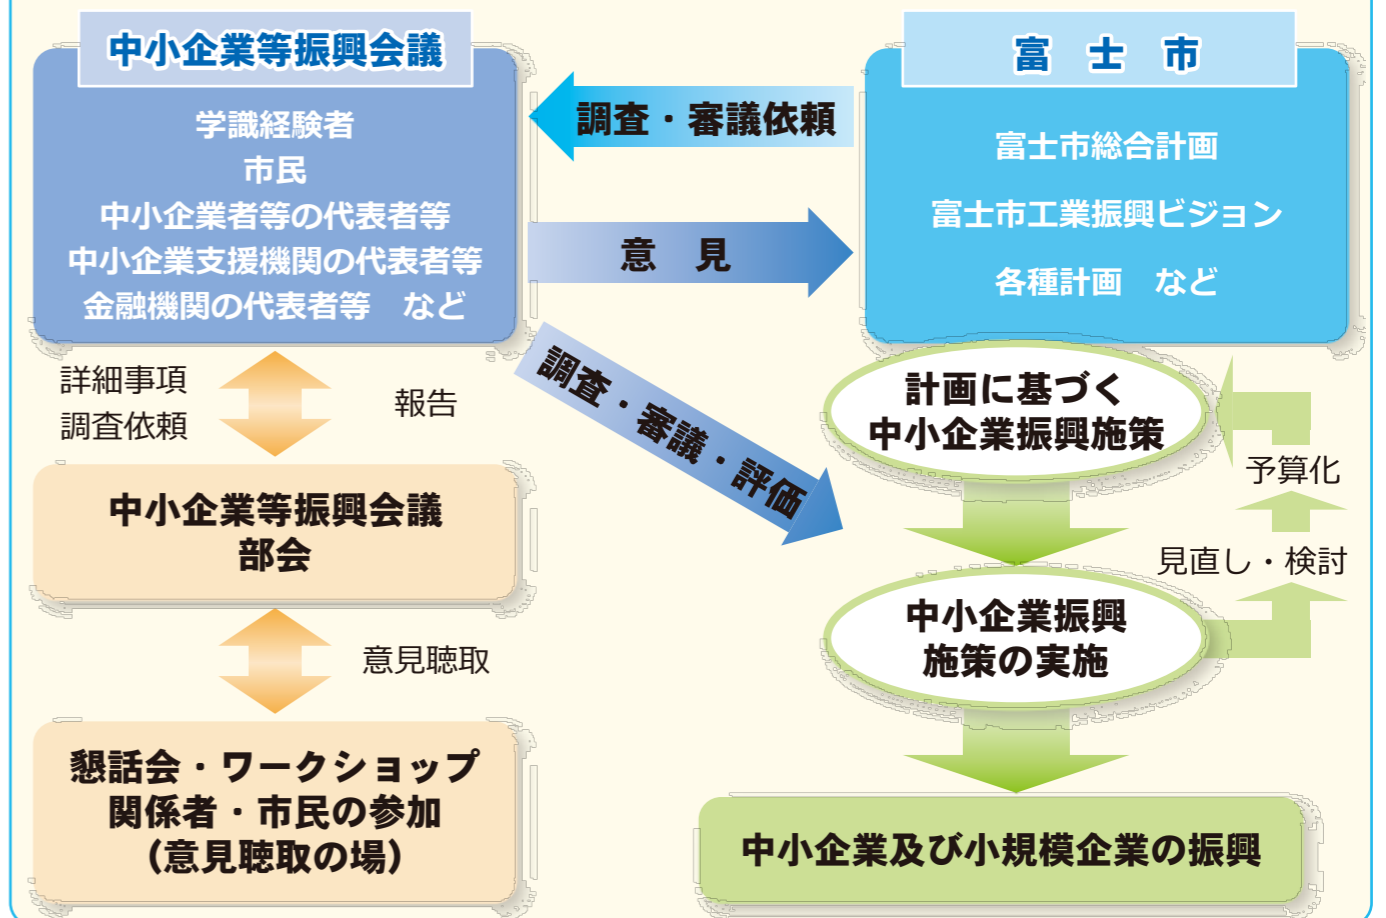 中小企業等振興会議
学識経験者
市民
中小企業者等の代表者等
中小企業支援機関の代表者等
金融機関の代表者等　など
調査・審議依頼
意　見
調査・審議・評価
富　士　市
富士市総合計画
富士市工業振興ビジョン
各種計画　など
詳細事項
調査依頼
報告
中小企業等振興会議
部会
意見聴取
懇話会・ワークショップ
関係者・市民の参加
（意見聴取の場）
計画に基づく
中小企業振興施策
予算化
見直し・検討
中小企業振興
施策の実施
中小企業及び小規模企業の振興